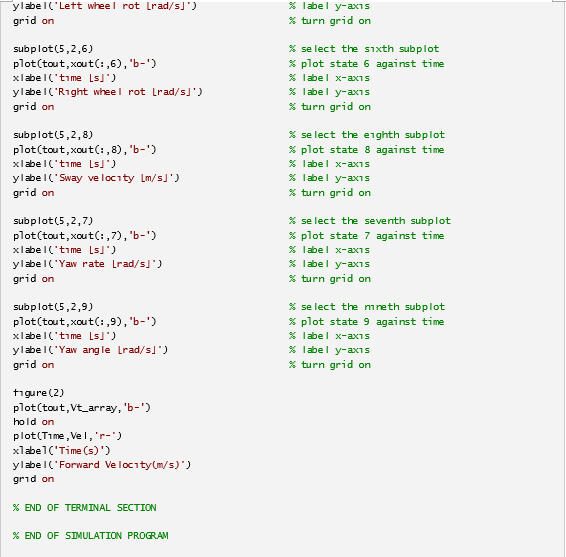 ylabel('Left wheel rot [rad/s]') % label y-axis
grid on % turn grid on
subplot(5,2,6) % select the sixth subplot
plot(tout,xout(:,6),'b-') % plot state 6 against time
xlabel('time [s]') % label x-axis
ylabel('Right wheel rot [rad/s]') % label y-axis
grid on % turn grid on
subplot(5,2,8) % select the eighth subplot
plot(tout,xout(:,8),'b-') % plot state 8 against time
xlabel('time [s]') % label x-axis
ylabel('Sway velocity [m/s]') % label y-axis
grid on % turn grid on
subplot(5,2,7) % select the seventh subplot
plot(tout,xout(:,7),'b-') % plot state 7 against time
xlabel('time [s]') % label x-axis
ylabel('Yaw rate [rad/s]') % label y-axis
grid on % turn grid on
subplot(5,2,9) % select the nineth subplot
plot(tout,xout(:,9),'b-') % plot state 9 against time
xlabel('time [s]') % label x-axis
ylabel('Yaw angle [rad/s]') % label y-axis
grid on % turn grid on
figure(2)
plot(tout,Vt_array,'b-')
hold on
plot(Time,Vel,'r-')
xlabel('Time(s)')
ylabel('Forward Velocity(m/s)')
grid on
% END OF TERMINAL SECTION
% END OF SIMULATION PROGRAM